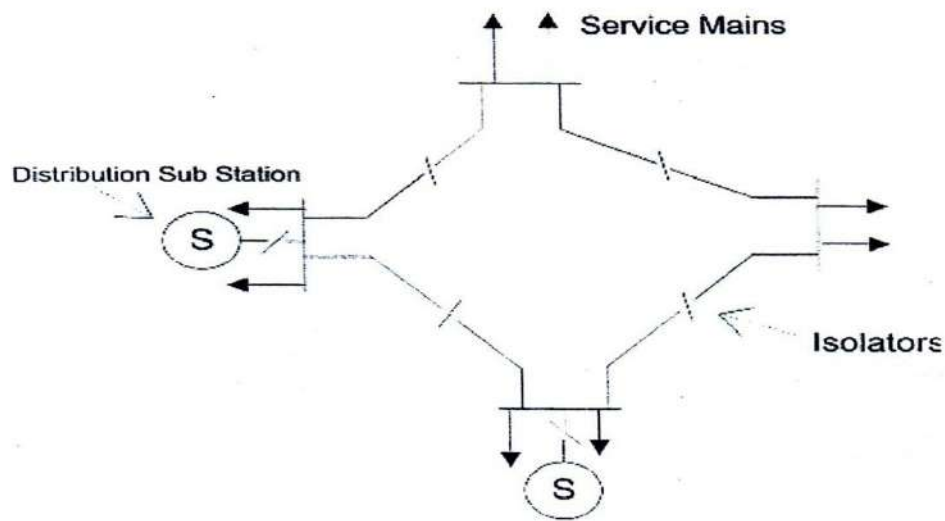 Service Mains
Distribution Sub Station
S
Isolators
S